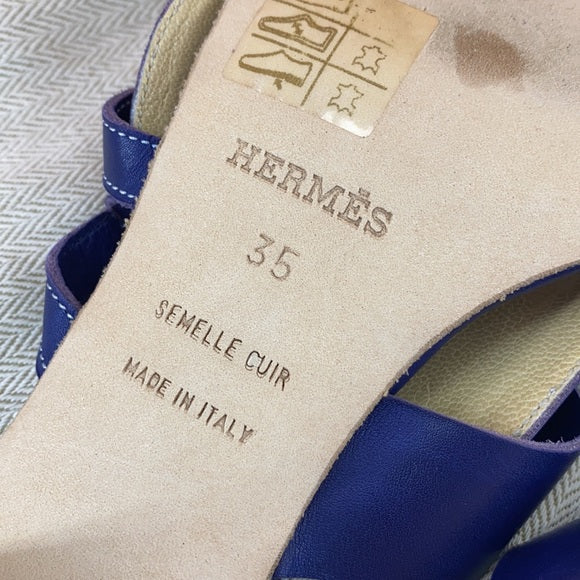 HERMÈS
35
SEMELLE CUIR
MADE IN ITALY